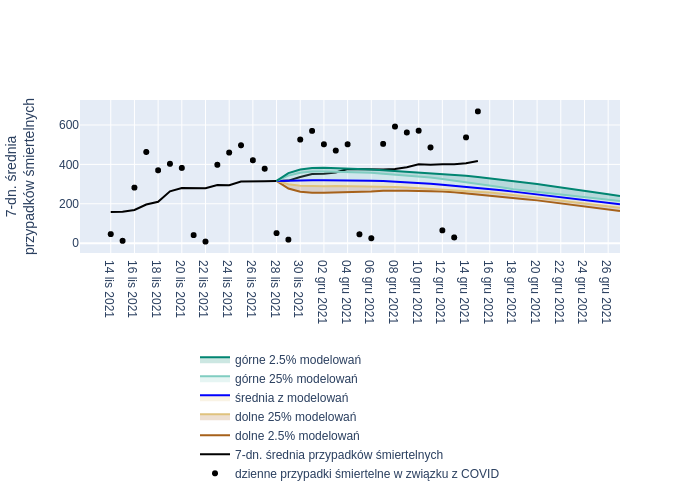 7-dn. średnia
przypadków śmiertelnych
600
400
200
0
14 lis 2021
16 lis 2021
18 lis 2021
20 lis 2021
22 lis 2021
24 lis 2021
26 lis 2021
28 lis 2021
30 lis 2021
02 gru 2021
04 gru 2021
06 gru 2021
08 gru 2021
10 gru 2021
12 gru 2021
14 gru 2021
16 gru 2021
18 gru 2021
20 gru 2021
22 gru 2021
24 gru 2021
26 gru 2021
górne 2.5% modelowań
górne 25% modelowań
średnia z modelowań
dolne 25% modelowań
dolne 2.5% modelowań
7-dn. średnia przypadków śmiertelnych
dzienne przypadki śmiertelne w związku z COVID